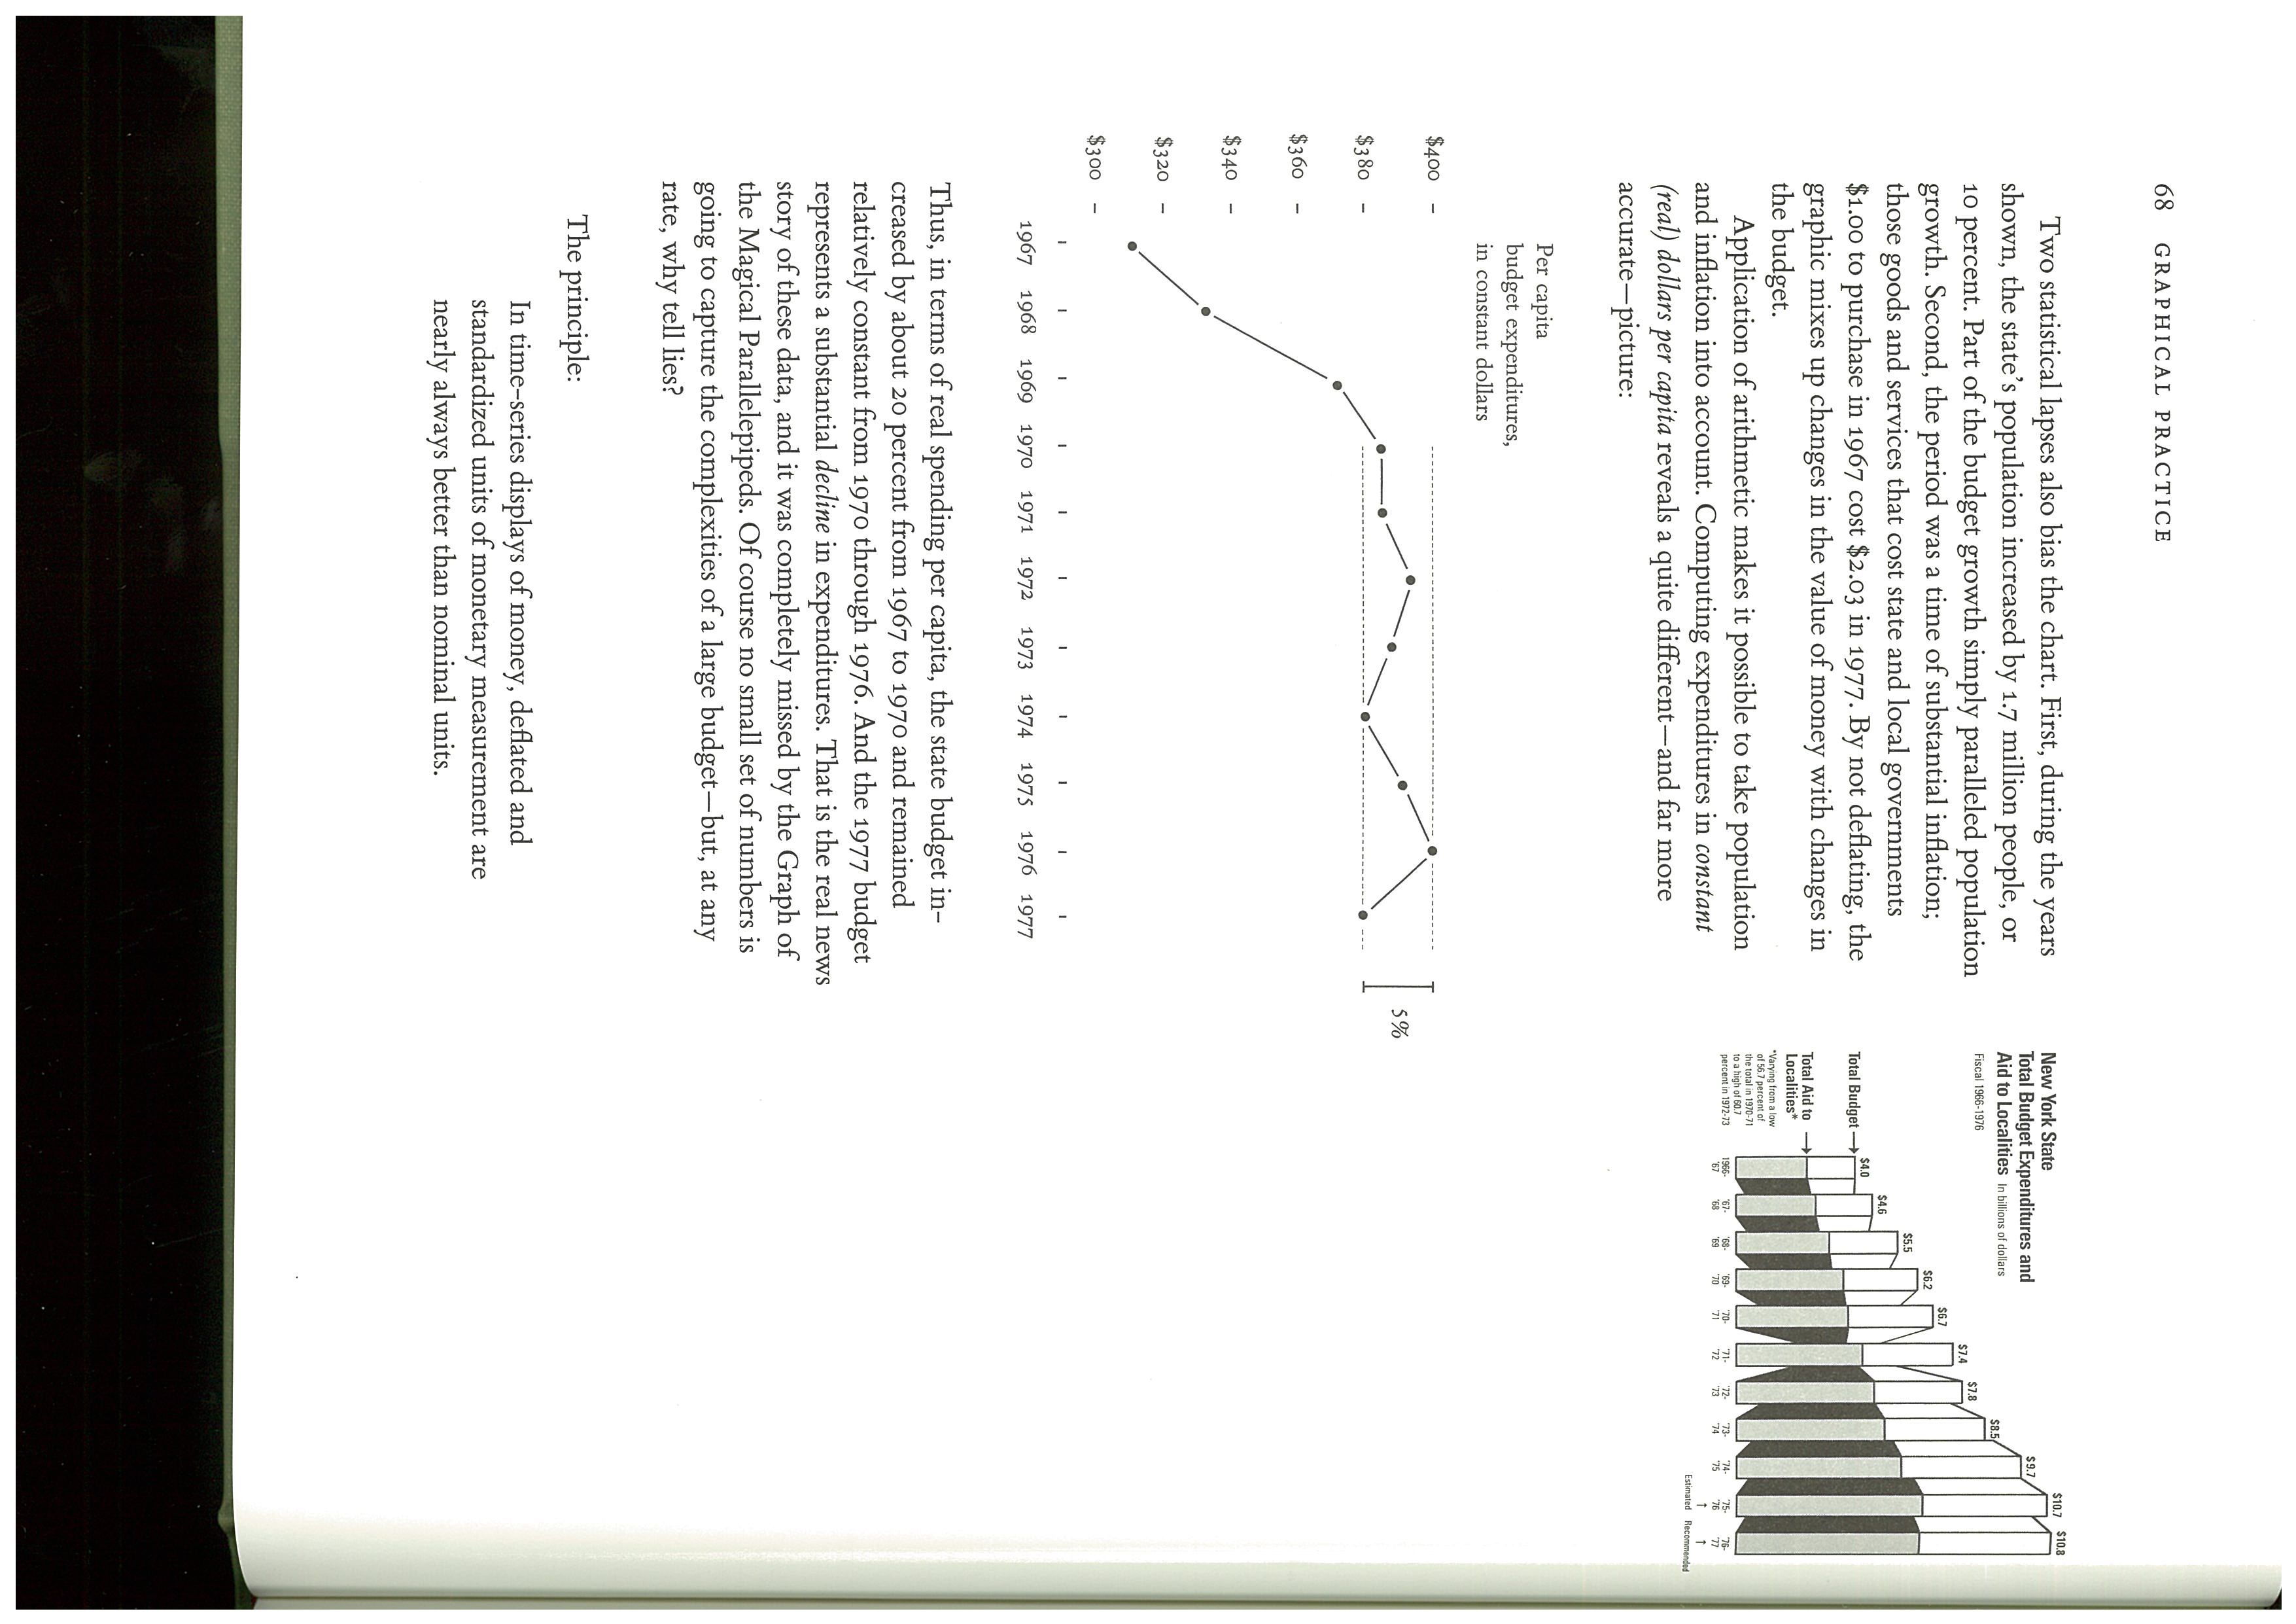 68 GRAPHICAL PRACTICE
Two statistical lapses also bias the chart. First, during the years
shown, the state's population increased by 1.7 million people, or
10 percent. Part of the budget growth simply paralleled population
growth. Second, the period was a time of substantial inflation;
those goods and services that cost state and local governments
$1.00 to purchase in 1967 cost $2.03 in 1977. By not deflating, the
graphic mixes up changes in the value of money with changes in
the budget.
Application of arithmetic makes it possible to take population
and inflation into account. Computing expenditures in constant
(real) dollars per capita reveals a quite different—and far more
accurate—picture:
New York State
Total Budget Expenditures and
Aid to Localities In billions of dollars
Fiscal 1966-1976
$4.0
$4.6
$5.5
$6.2
$6.7
$7.4
$7.8
$8.5
$9.7
$10.7
$10.8
Total Budget
Total Aid to
Localities*
*Varying from a low
of 56.7 percent of
the total in 1970-71
to a high of 60.7
percent in 1972-73
1966- '67- '68- '69- '70- '71- '72- '73- '74- '75- '76-
'67 '68 '69 '70 '71 '72 '73 '74 '75 '76 '77
↑ ↑
Estimated Recommended
Per capita
budget expenditures,
in constant dollars
$400
5%
$380
$360
$340
$320
$300
1967 1968 1969 1970 1971 1972 1973 1974 1975 1976 1977
Thus, in terms of real spending per capita, the state budget in-
creased by about 20 percent from 1967 to 1970 and remained
relatively constant from 1970 through 1976. And the 1977 budget
represents a substantial decline in expenditures. That is the real news
story of these data, and it was completely missed by the Graph of
the Magical Parallelepipeds. Of course no small set of numbers is
going to capture the complexities of a large budget—but, at any
rate, why tell lies?
The principle:
In time-series displays of money, deflated and
standardized units of monetary measurement are
nearly always better than nominal units.